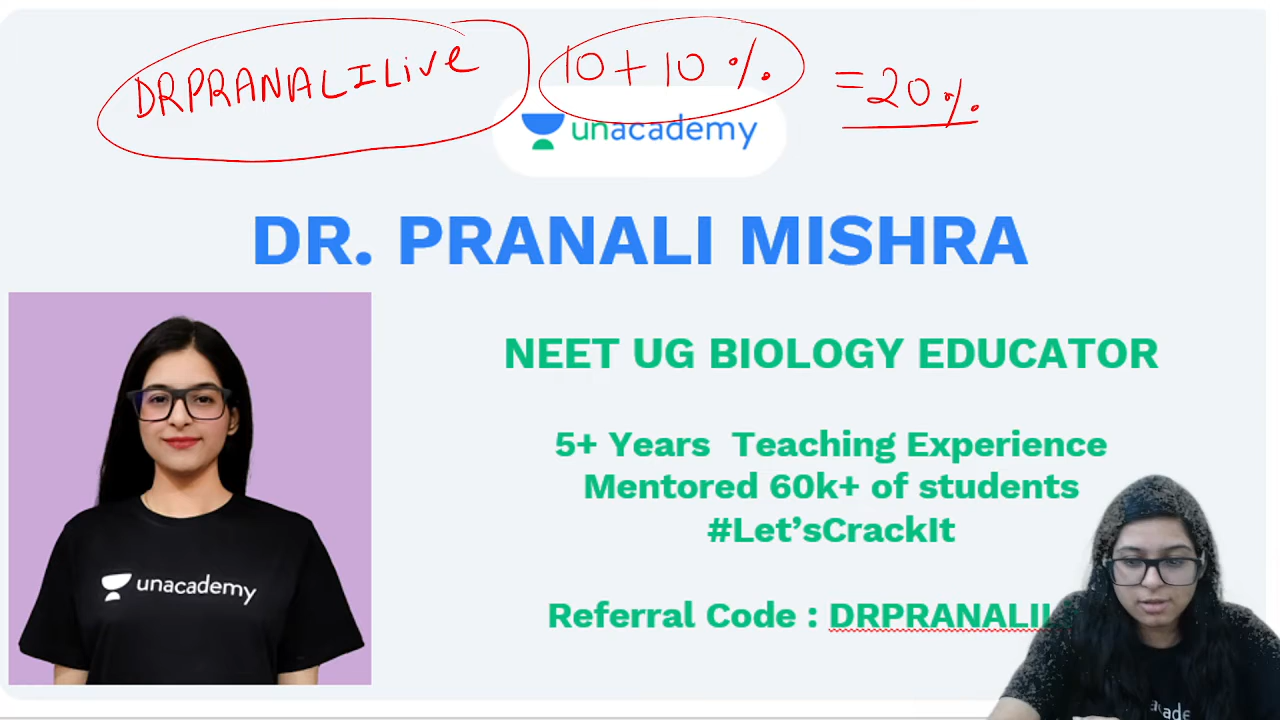 DRPRANALILive 10+10% =20%
unacademy
DR. PRANALI MISHRA
NEET UG BIOLOGY EDUCATOR
5+ Years Teaching Experience
Mentored 60k+ of students
#Let'sCrackIt
unacademy
Referral Code : DRPRANALIL